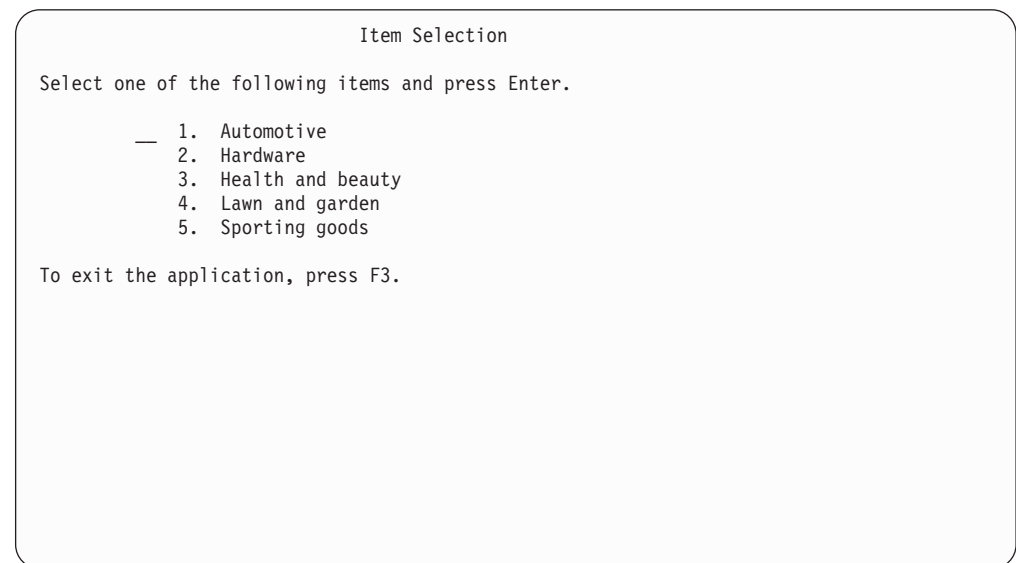 Item Selection
Select one of the following items and press Enter.
__ 1. Automotive
2. Hardware
3. Health and beauty
4. Lawn and garden
5. Sporting goods
To exit the application, press F3.